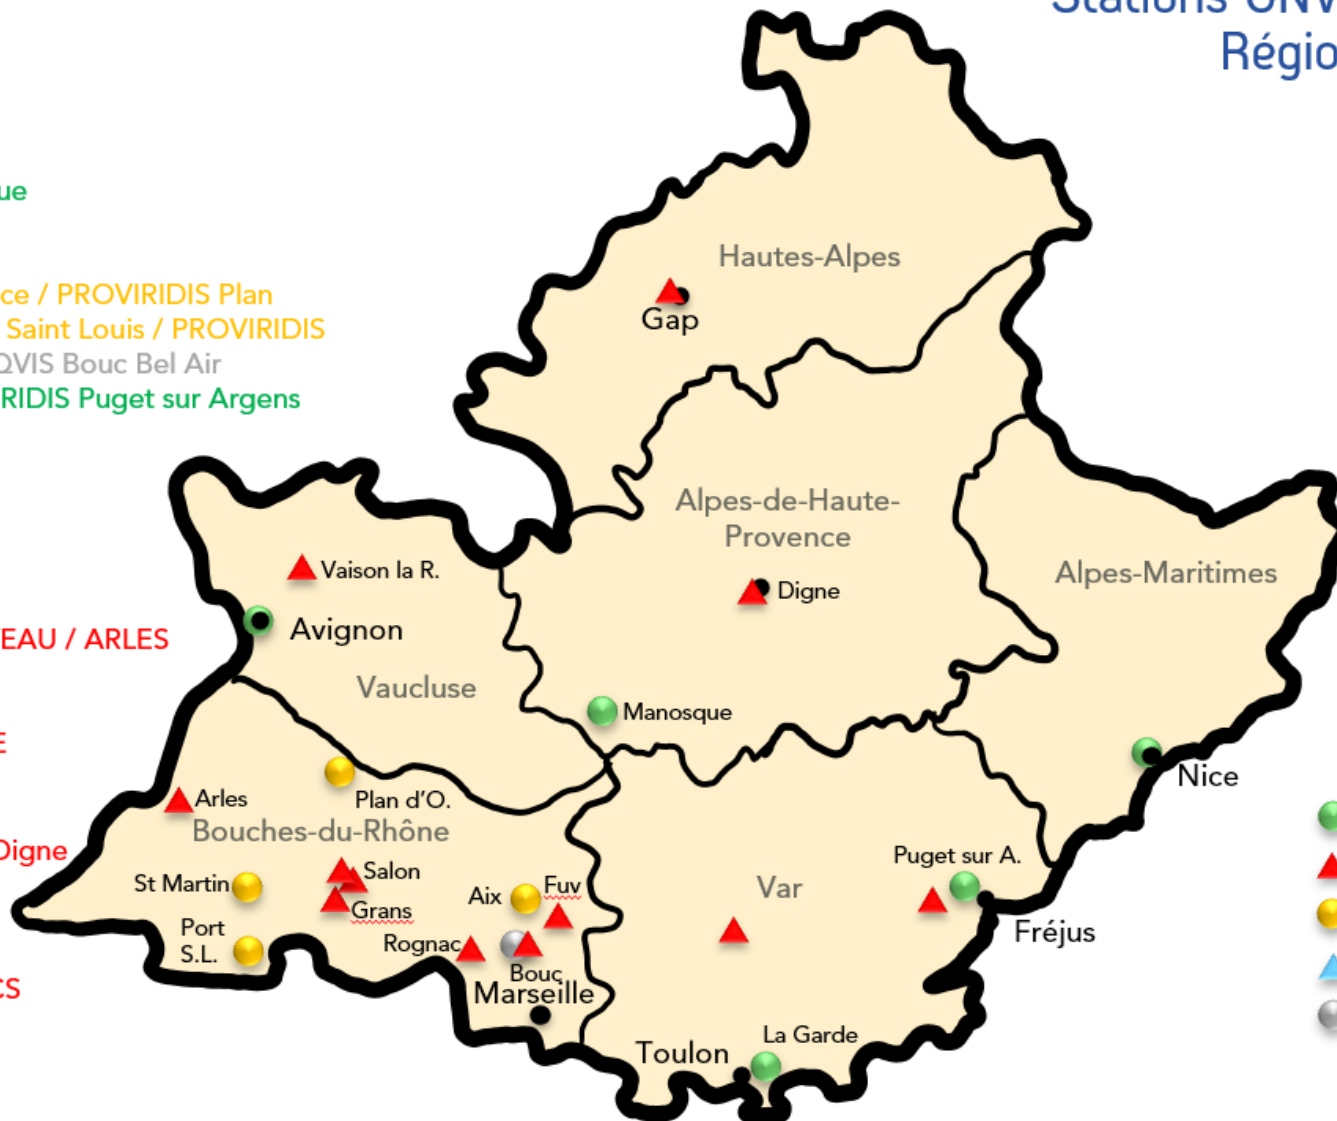 Stations GNV
Régio
ue
ce / PROVIRIDIS Plan
Saint Louis / PROVIRIDIS
QVIS Bouc Bel Air
RIDIS Puget sur Argens
Hautes-Alpes
Gap
Alpes-de-Haute-
Provence
Digne
Alpes-Maritimes
Vaison la R.
Avignon
EAU / ARLES
Vaucluse
Manosque
E
Nice
Arles
Plan d'O.
Bouches-du-Rhône
Digne
Puget sur A.
St Martin
Salon
Aix
Fuv
Var
Grans
Port
S.L.
Rognac
Fréjus
Bouc
Marseille
CS
La Garde
Toulon